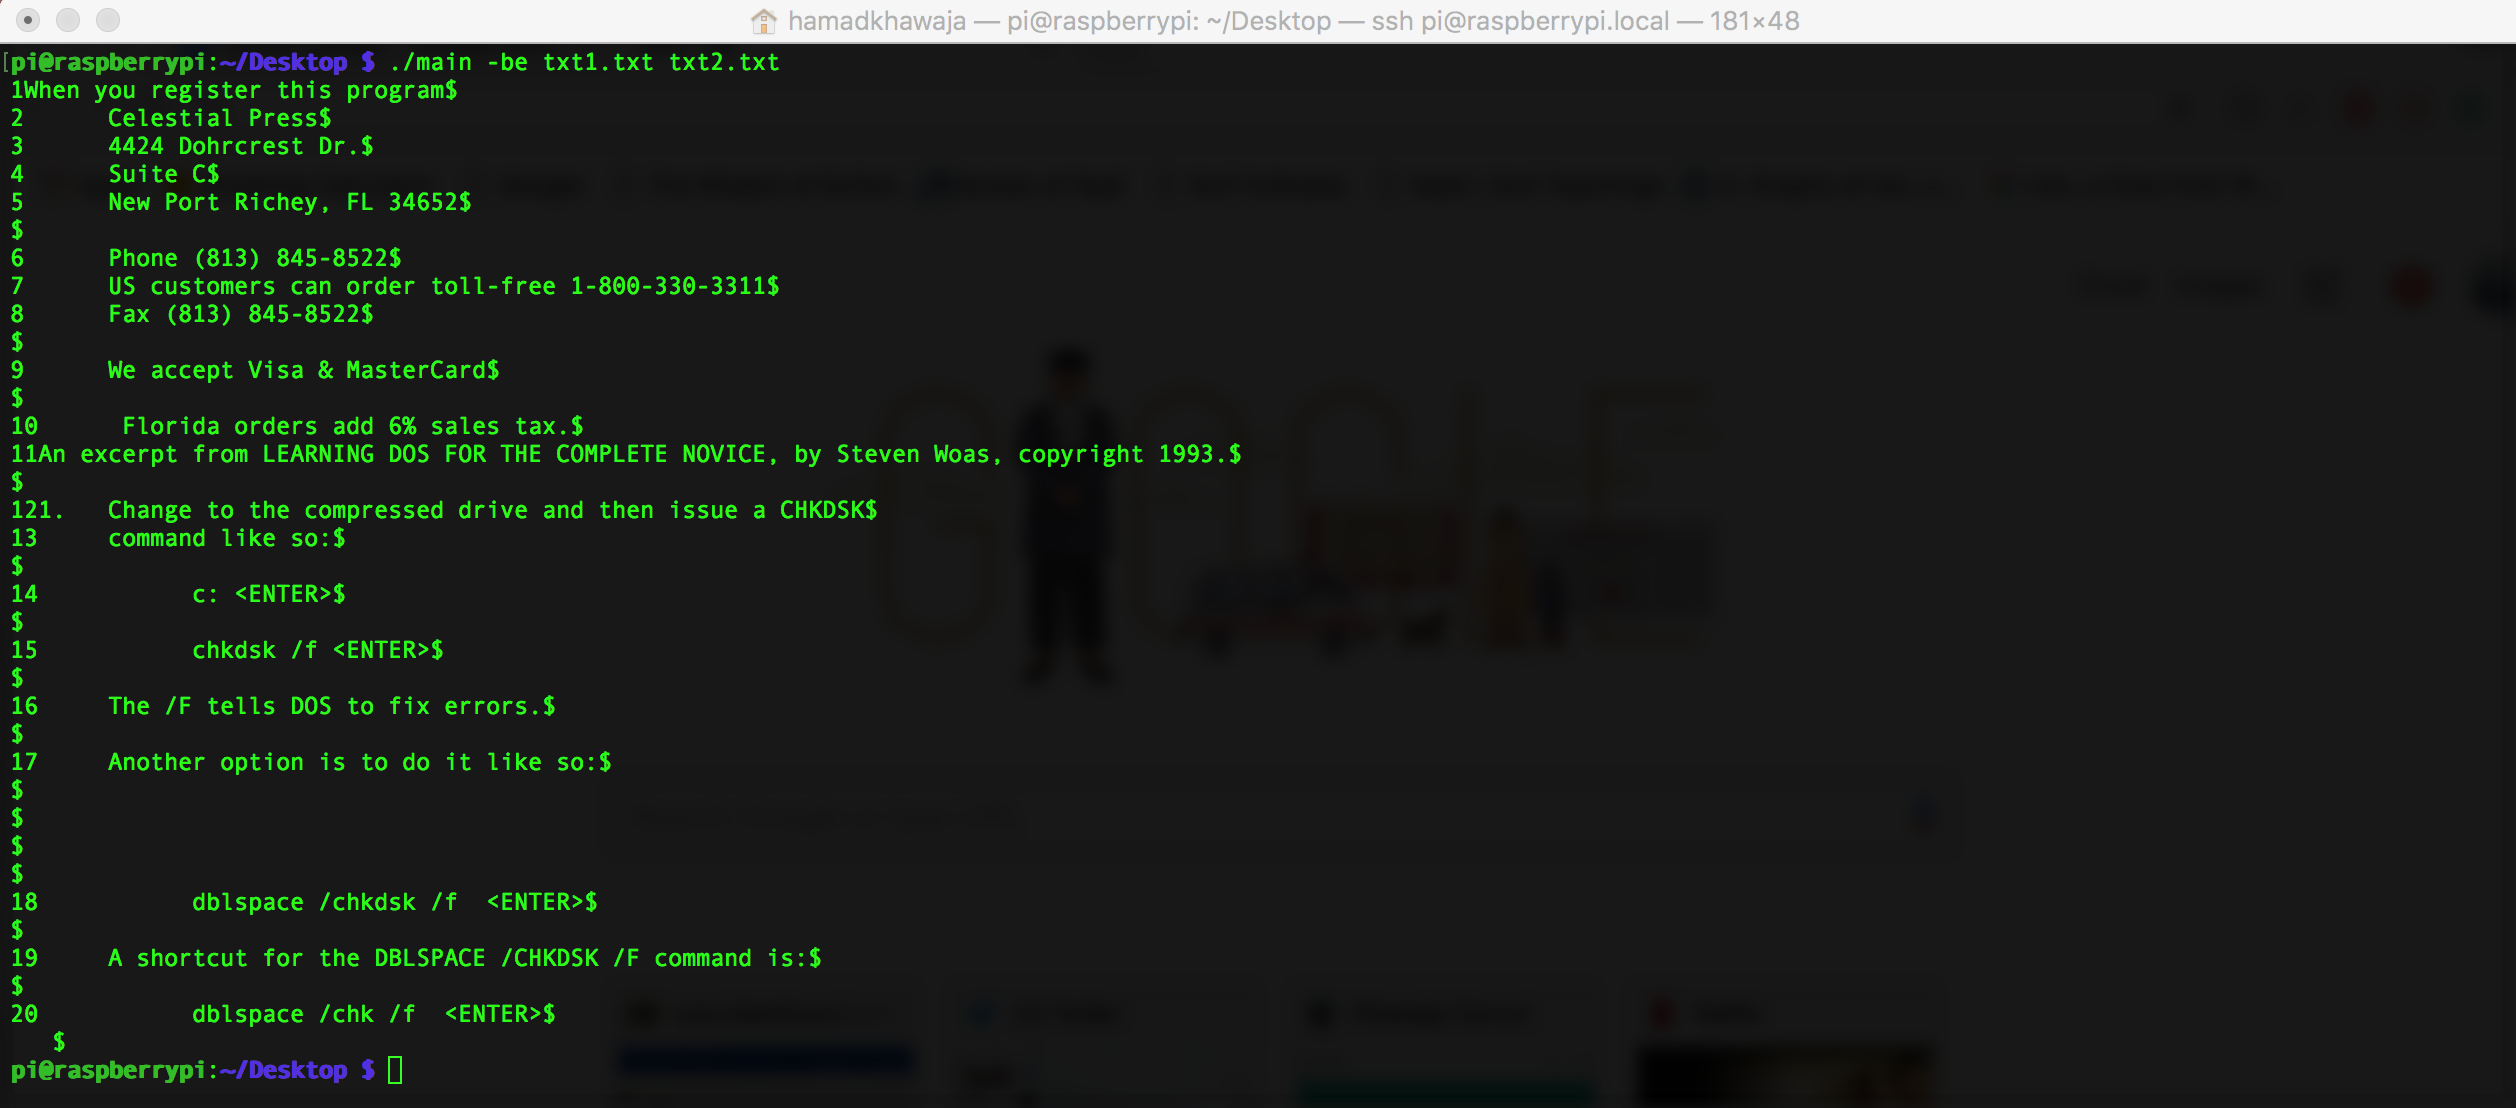 hamadkhawaja — pi@raspberrypi: ~/Desktop — ssh pi@raspberrypi.local — 181×48
[pi@raspberrypi:~/Desktop $ ./main -be txt1.txt txt2.txt
1When you register this program$
2      Celestial Press$
3      4424 Dohrcrest Dr.$
4      Suite C$
5      New Port Richey, FL 34652$
$
6      Phone (813) 845-8522$
7      US customers can order toll-free 1-800-330-3311$
8      Fax (813) 845-8522$
$
9      We accept Visa & MasterCard$
$
10      Florida orders add 6% sales tax.$
11An excerpt from LEARNING DOS FOR THE COMPLETE NOVICE, by Steven Woas, copyright 1993.$
$
121.   Change to the compressed drive and then issue a CHKDSK$
13     command like so:$
$
14           c: <ENTER>$
$
15           chkdsk /f <ENTER>$
$
16     The /F tells DOS to fix errors.$
$
17     Another option is to do it like so:$
$
$
$
$
18           dblspace /chkdsk /f  <ENTER>$
$
19     A shortcut for the DBLSPACE /CHKDSK /F command is:$
$
20           dblspace /chk /f  <ENTER>$
   $
pi@raspberrypi:~/Desktop $